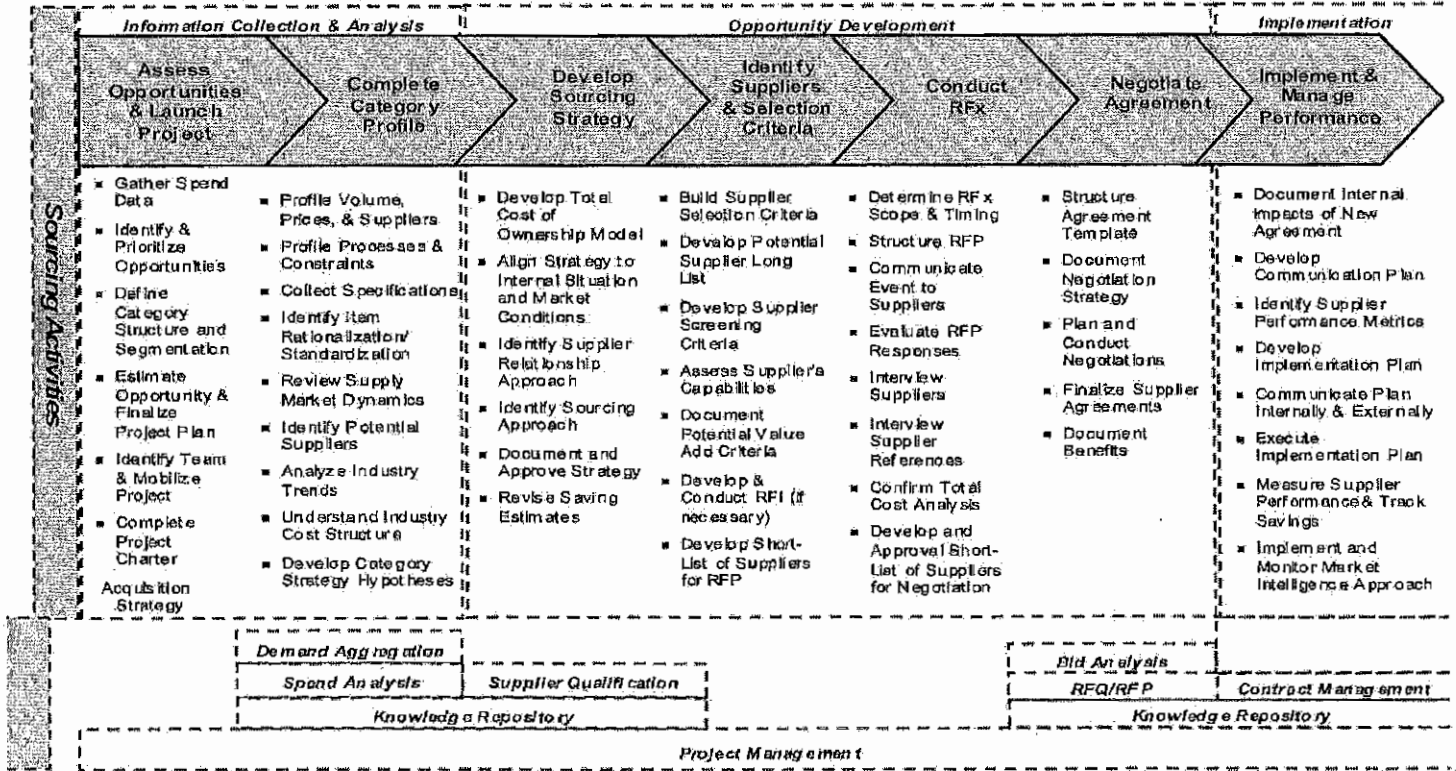 Information Collection & Analysis
Opportunity Development
Implementation
Assess
Opportunities
& Launch
Project
Complete
Category
Profile
Develop
Sourcing
Strategy
Identify
Suppliers
& Selection
Criteria
Conduct
RFx
Negotiate
Agreement
Implement &
Manage
Performance
Sourcing Activities
▪ Gather Spend
Data
▪ Identify &
Prioritize
Opportunities
▪ Define
Category
Structure and
Segmentation
▪ Estimate
Opportunity &
Finalize
Project Plan
▪ Identify Team
& Mobilize
Project
▪ Complete
Project
Charter
Acquisition
Strategy
▪ Profile Volume,
Prices, & Suppliers
▪ Profile Processes &
Constraints
▪ Collect Specifications
▪ Identify Item
Rationalization/
Standardization
▪ Review Supply
Market Dynamics
▪ Identify Potential
Suppliers
▪ Analyze Industry
Trends
▪ Understand Industry
Cost Structure
▪ Develop Category
Strategy Hypotheses
▪ Develop Total
Cost of
Ownership Model
▪ Align Strategy to
Internal Situation
and Market
Conditions
▪ Identify Supplier
Relationship
Approach
▪ Identify Sourcing
Approach
▪ Document and
Approve Strategy
▪ Revise Saving
Estimates
▪ Build Supplier
Selection Criteria
▪ Develop Potential
Supplier Long
List
▪ Develop Supplier
Screening
Criteria
▪ Assess Supplier's
Capabilities
▪ Document
Potential Value
Add Criteria
▪ Develop &
Conduct RFI (if
necessary)
▪ Develop Short-
List of Suppliers
for RFP
▪ Determine RFx
Scope & Timing
▪ Structure RFP
▪ Communicate
Event to
Suppliers
▪ Evaluate RFP
Responses
▪ Interview
Suppliers
▪ Interview
Supplier
References
▪ Confirm Total
Cost Analysis
▪ Develop and
Approval Short-
List of Suppliers
for Negotiation
▪ Structure
Agreement
Template
▪ Document
Negotiation
Strategy
▪ Plan and
Conduct
Negotiations
▪ Finalize Supplier
Agreements
▪ Document
Benefits
▪ Document Internal
Impacts of New
Agreement
▪ Develop
Communication Plan
▪ Identify Supplier
Performance Metrics
▪ Develop
Implementation Plan
▪ Communicate Plan
Internally & Externally
▪ Execute
Implementation Plan
▪ Measure Supplier
Performance & Track
Savings
▪ Implement and
Monitor Market
Intelligence Approach
Demand Aggregation
Spend Analysis
Supplier Qualification
Knowledge Repository
Bid Analysis
RFQ/RFP
Contract Management
Knowledge Repository
Project Management